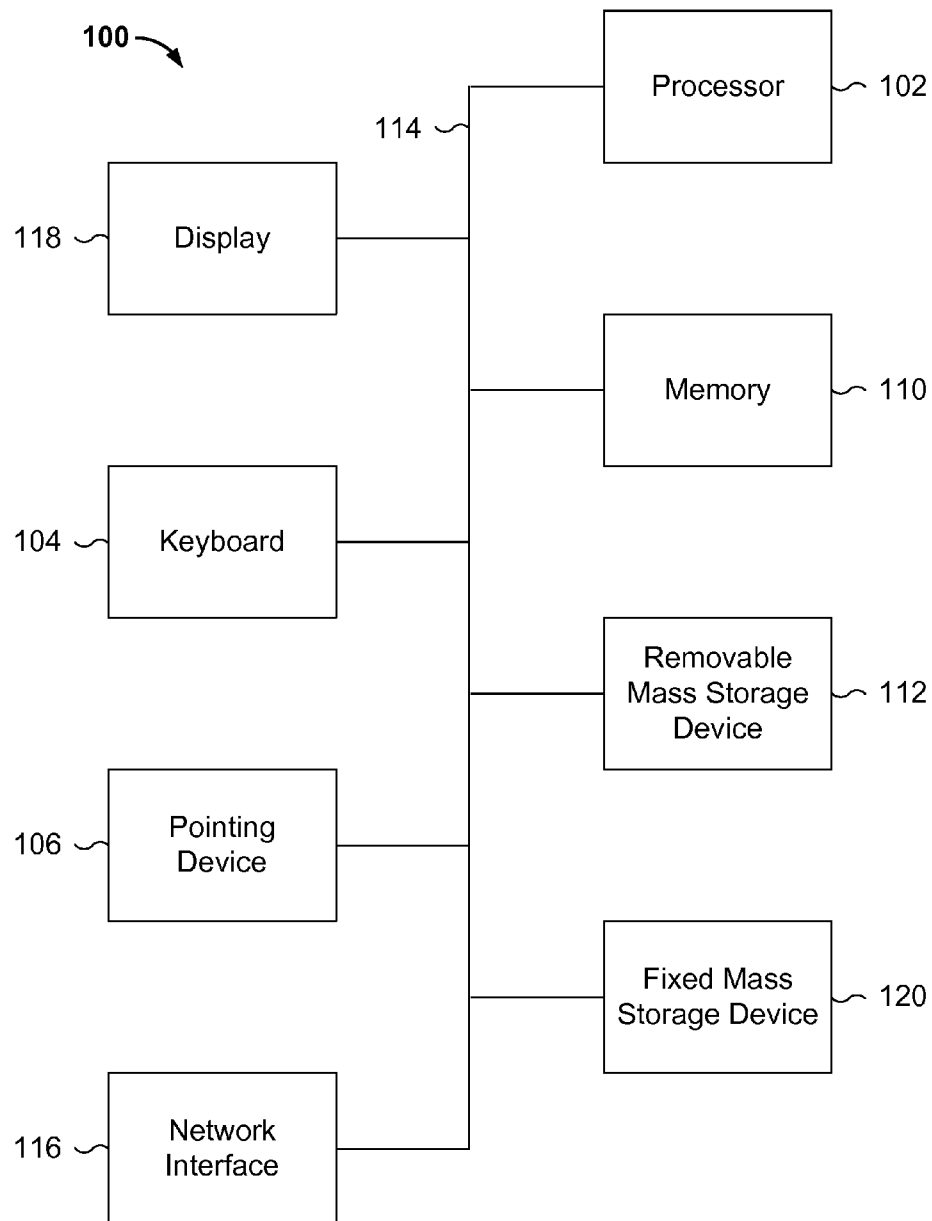 100
Processor
102
114
118
Display
Memory
110
104
Keyboard
Removable
Mass Storage
Device
112
106
Pointing
Device
Fixed Mass
Storage Device
120
116
Network
Interface